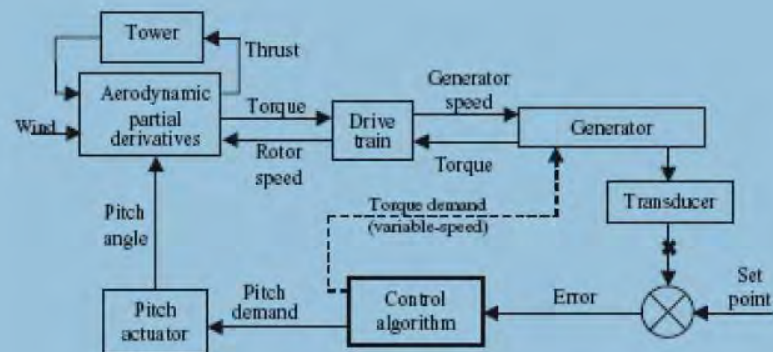 Tower
Thrust
Aerodynamic
partial
derivatives
Wind
Torque
Rotor
speed
Drive
train
Generator
speed
Torque
Generator
Transducer
Torque demand
(variable-speed)
Pitch
angle
Pitch
actuator
Pitch
demand
Control
algorithm
Error
Set
point